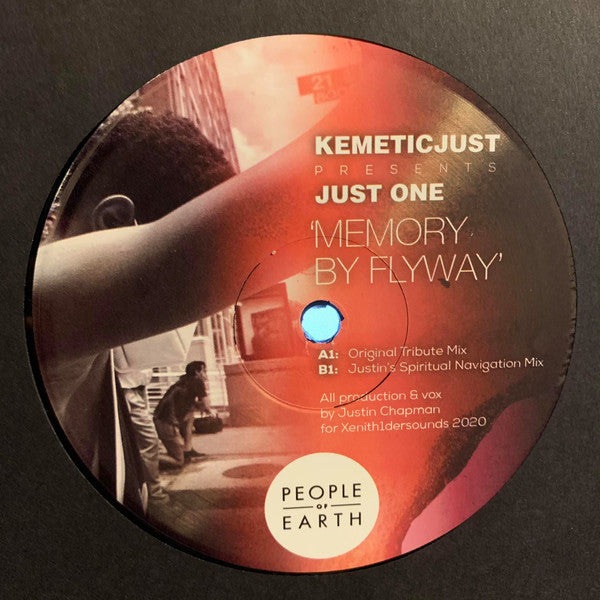 21
KEMETICJUST
PRESENTS
JUST ONE
'MEMORY
BY FLYWAY'
A1: Original Tribute Mix
B1: Justin's Spiritual Navigation Mix
All production & vox
by Justin Chapman
for Xenith1dersounds 2020
PEOPLE
OF
EARTH